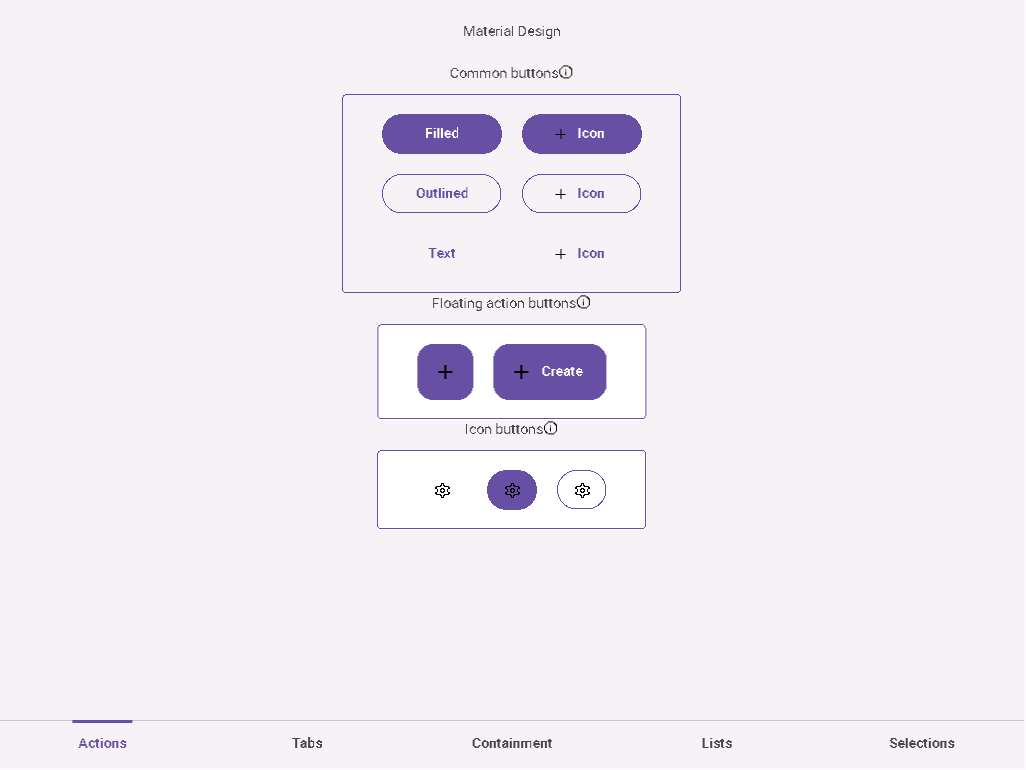 Material Design
Common buttons
Filled
Icon
Outlined
Icon
Text
Icon
Floating action buttons
Create
Icon buttons
Actions
Tabs
Containment
Lists
Selections